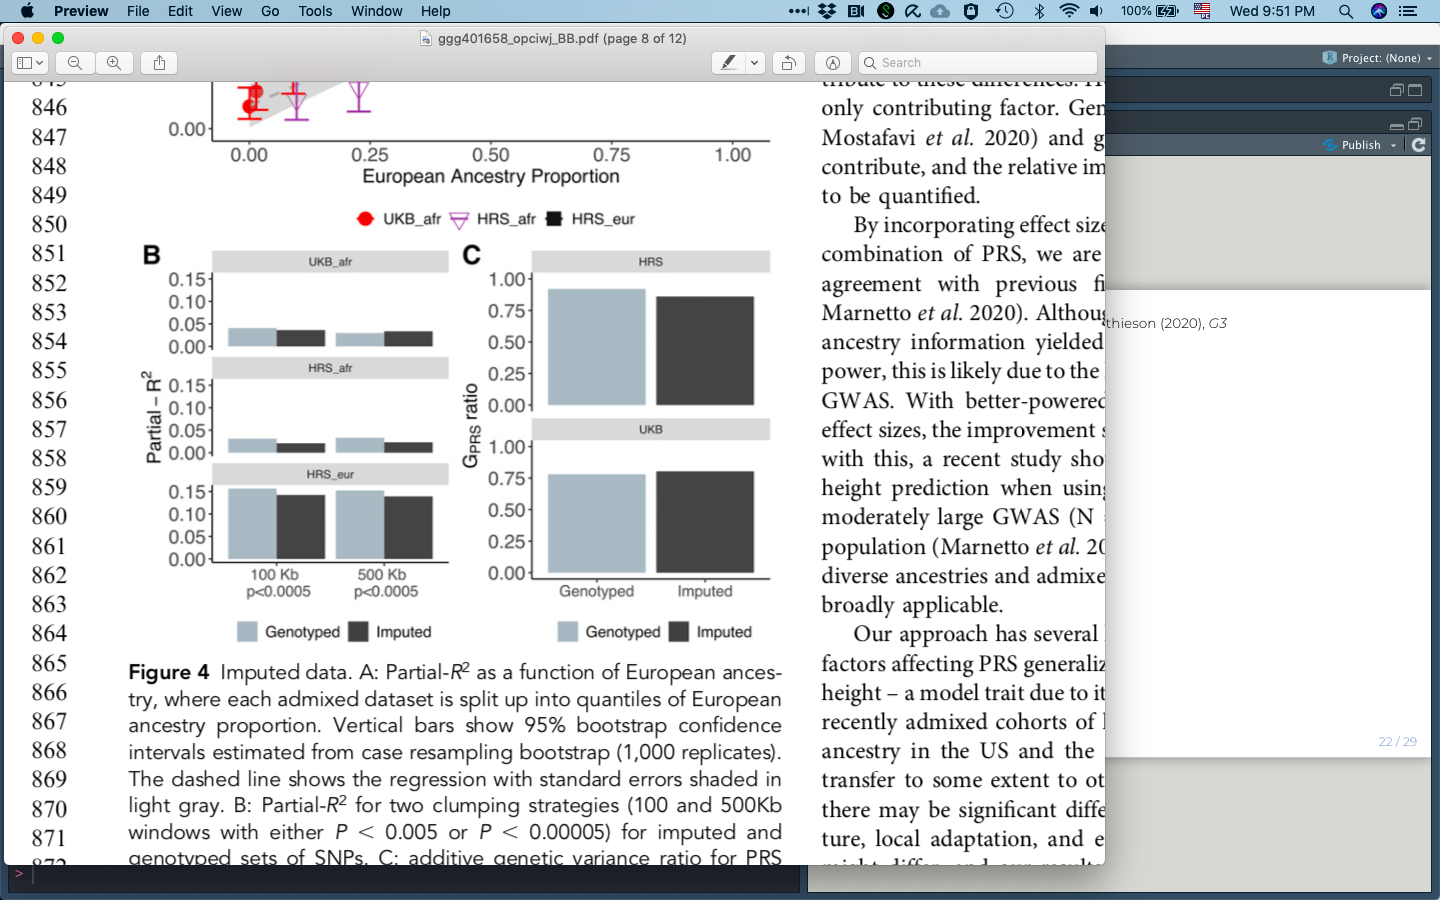 Preview File Edit View Go Tools Window Help
100% Wed 9:51 PM
ggg401658_opciwj_BB.pdf (page 8 of 12)
Search
Project: (None)
Publish
846
847
848
849
850
851
852
853
854
855
856
857
858
859
860
861
862
863
864
865
866
867
868
869
870
871
0.00
0.00 0.25 0.50 0.75 1.00
European Ancestry Proportion
UKB_afr HRS_afr HRS_eur
B
UKB_afr
0.15
0.10
0.05
0.00
HRS_afr
0.15
0.10
0.05
0.00
HRS_eur
0.15
0.10
0.05
0.00
Partial – R2
100 Kb
p<0.0005
500 Kb
p<0.0005
Genotyped Imputed
C
HRS
1.00
0.75
0.50
0.25
0.00
UKB
1.00
0.75
0.50
0.25
0.00
GPRS ratio
Genotyped Imputed
Genotyped Imputed
Figure 4 Imputed data. A: Partial-R2 as a function of European ances-
try, where each admixed dataset is split up into quantiles of European
ancestry proportion. Vertical bars show 95% bootstrap confidence
intervals estimated from case resampling bootstrap (1,000 replicates).
The dashed line shows the regression with standard errors shaded in
light gray. B: Partial-R2 for two clumping strategies (100 and 500Kb
windows with either P < 0.005 or P < 0.00005) for imputed and
genotyped sets of SNPs. C: additive genetic variance ratio for PRS
tribute to these differences.
only contributing factor. Gen
Mostafavi et al. 2020) and g
contribute, and the relative im
to be quantified.
By incorporating effect size
combination of PRS, we are
agreement with previous fi
Marnetto et al. 2020). Althoug
ancestry information yielded
power, this is likely due to the
GWAS. With better-powered
effect sizes, the improvement s
with this, a recent study sho
height prediction when using
moderately large GWAS (N
population (Marnetto et al. 20
diverse ancestries and admixe
broadly applicable.
Our approach has several
factors affecting PRS generaliz
height – a model trait due to it
recently admixed cohorts of
ancestry in the US and the
transfer to some extent to ot
there may be significant diffe
ture, local adaptation, and e
thieson (2020), G3
22 / 29
>